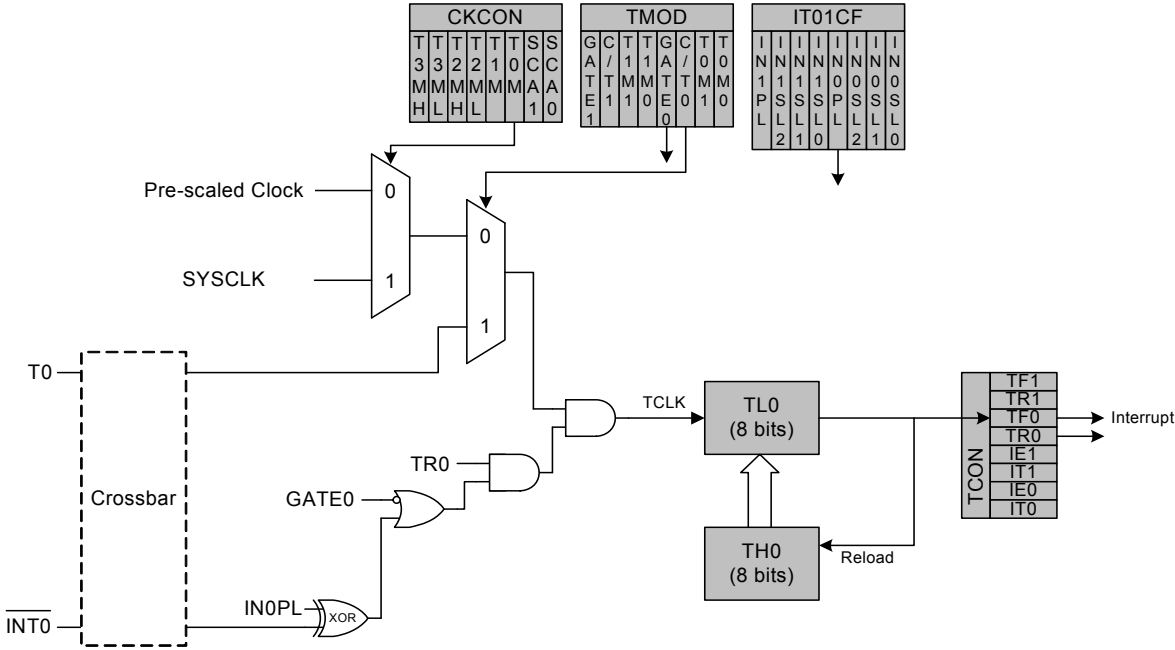 CKCON
T3MH T3ML T2MH T2ML T1M T0M SCA1 SCA0
TMOD
GATE1 C/T1 T1M1 T1M0 GATE0 C/T0 T0M1 T0M0
IT01CF
IN1PL IN1SL2 IN1SL1 IN1SL0 IN0PL IN0SL2 IN0SL1 IN0SL0
Pre-scaled Clock
0
SYSCLK
1
0
1
T0
Crossbar
INT0
TR0
GATE0
IN0PL
XOR
TCLK
TL0
(8 bits)
TH0
(8 bits)
Reload
TCON
TF1
TR1
TF0
TR0
IE1
IT1
IE0
IT0
Interrupt